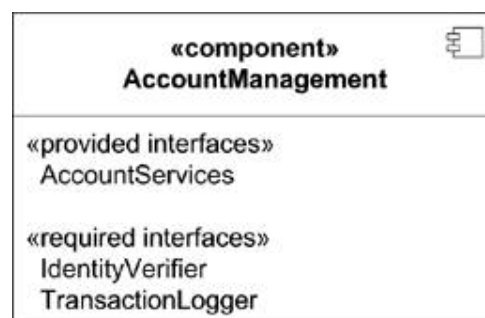 «component»
AccountManagement
«provided interfaces»
AccountServices
«required interfaces»
IdentityVerifier
TransactionLogger